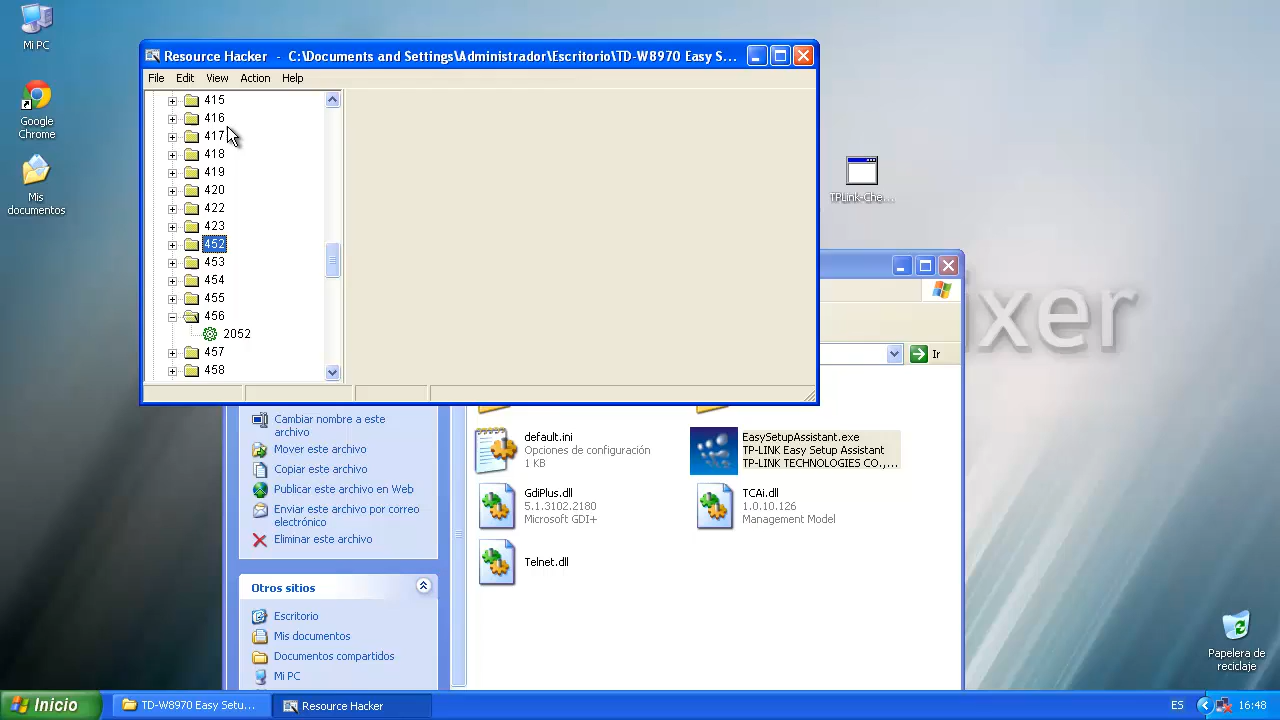 Mi PC
Google
Chrome
Mis
documentos
Resource Hacker - C:\Documents and Settings\Administrador\Escritorio\TD-W8970 Easy S...
File Edit View Action Help
415
416
417
418
419
420
422
423
452
453
454
455
456
2052
457
458
TPLink-Che...
xer
Ir
Cambiar nombre a este
archivo
Mover este archivo
Copiar este archivo
Publicar este archivo en Web
Enviar este archivo por correo
electrónico
Eliminar este archivo
Otros sitios
Escritorio
Mis documentos
Documentos compartidos
Mi PC
default.ini
Opciones de configuración
1 KB
EasySetupAssistant.exe
TP-LINK Easy Setup Assistant
TP-LINK TECHNOLOGIES CO.,...
GdiPlus.dll
5.1.3102.2180
Microsoft GDI+
TCAi.dll
1.0.10.126
Management Model
Telnet.dll
Papelera de
reciclaje
Inicio
TD-W8970 Easy Setu...
Resource Hacker
ES
16:48